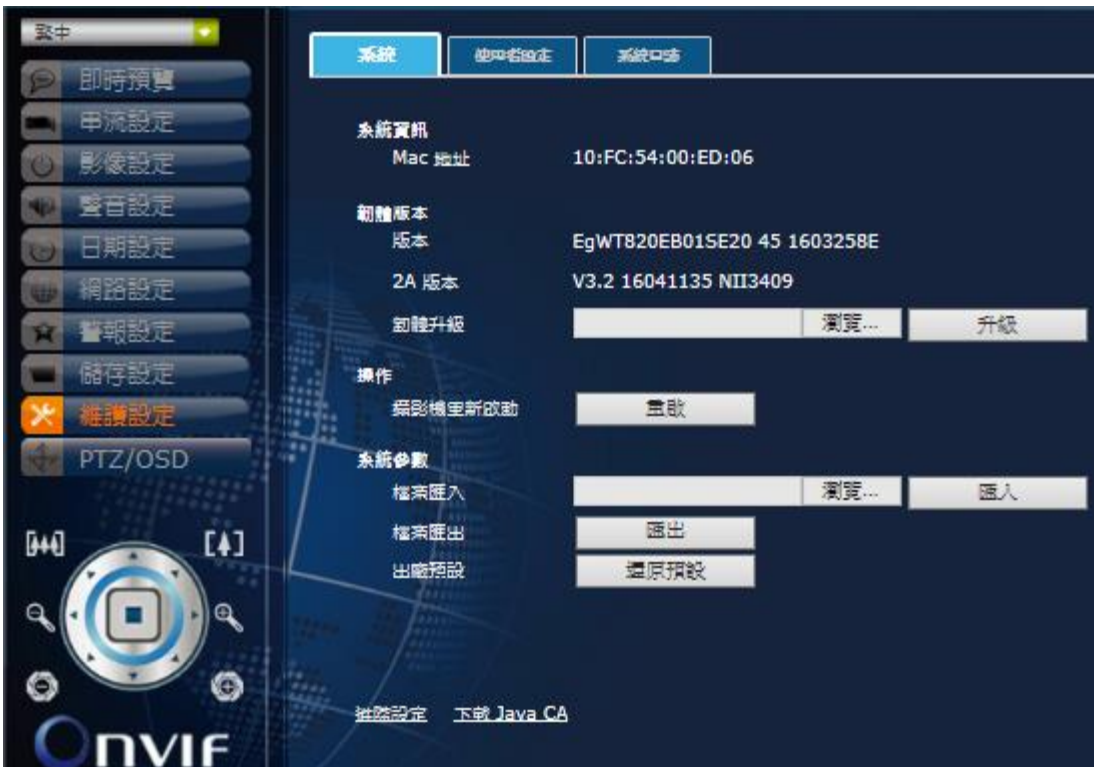 繁中
即時預覽
串流設定
影像設定
聲音設定
日期設定
網路設定
警報設定
儲存設定
維護設定
PTZ/OSD
ONVIF
系統
使用者設定
系統日誌
系統資訊
Mac 地址 10:FC:54:00:ED:06
韌體版本
版本 EgWT820EB01SE20 45 1603258E
2A 版本 V3.2 16041135 NII3409
韌體升級 瀏覽... 升級
操作
攝影機重新啟動 重啟
系統參數
檔案匯入 瀏覽... 匯入
檔案匯出 匯出
出廠預設 還原預設
進階設定 下載 Java CA